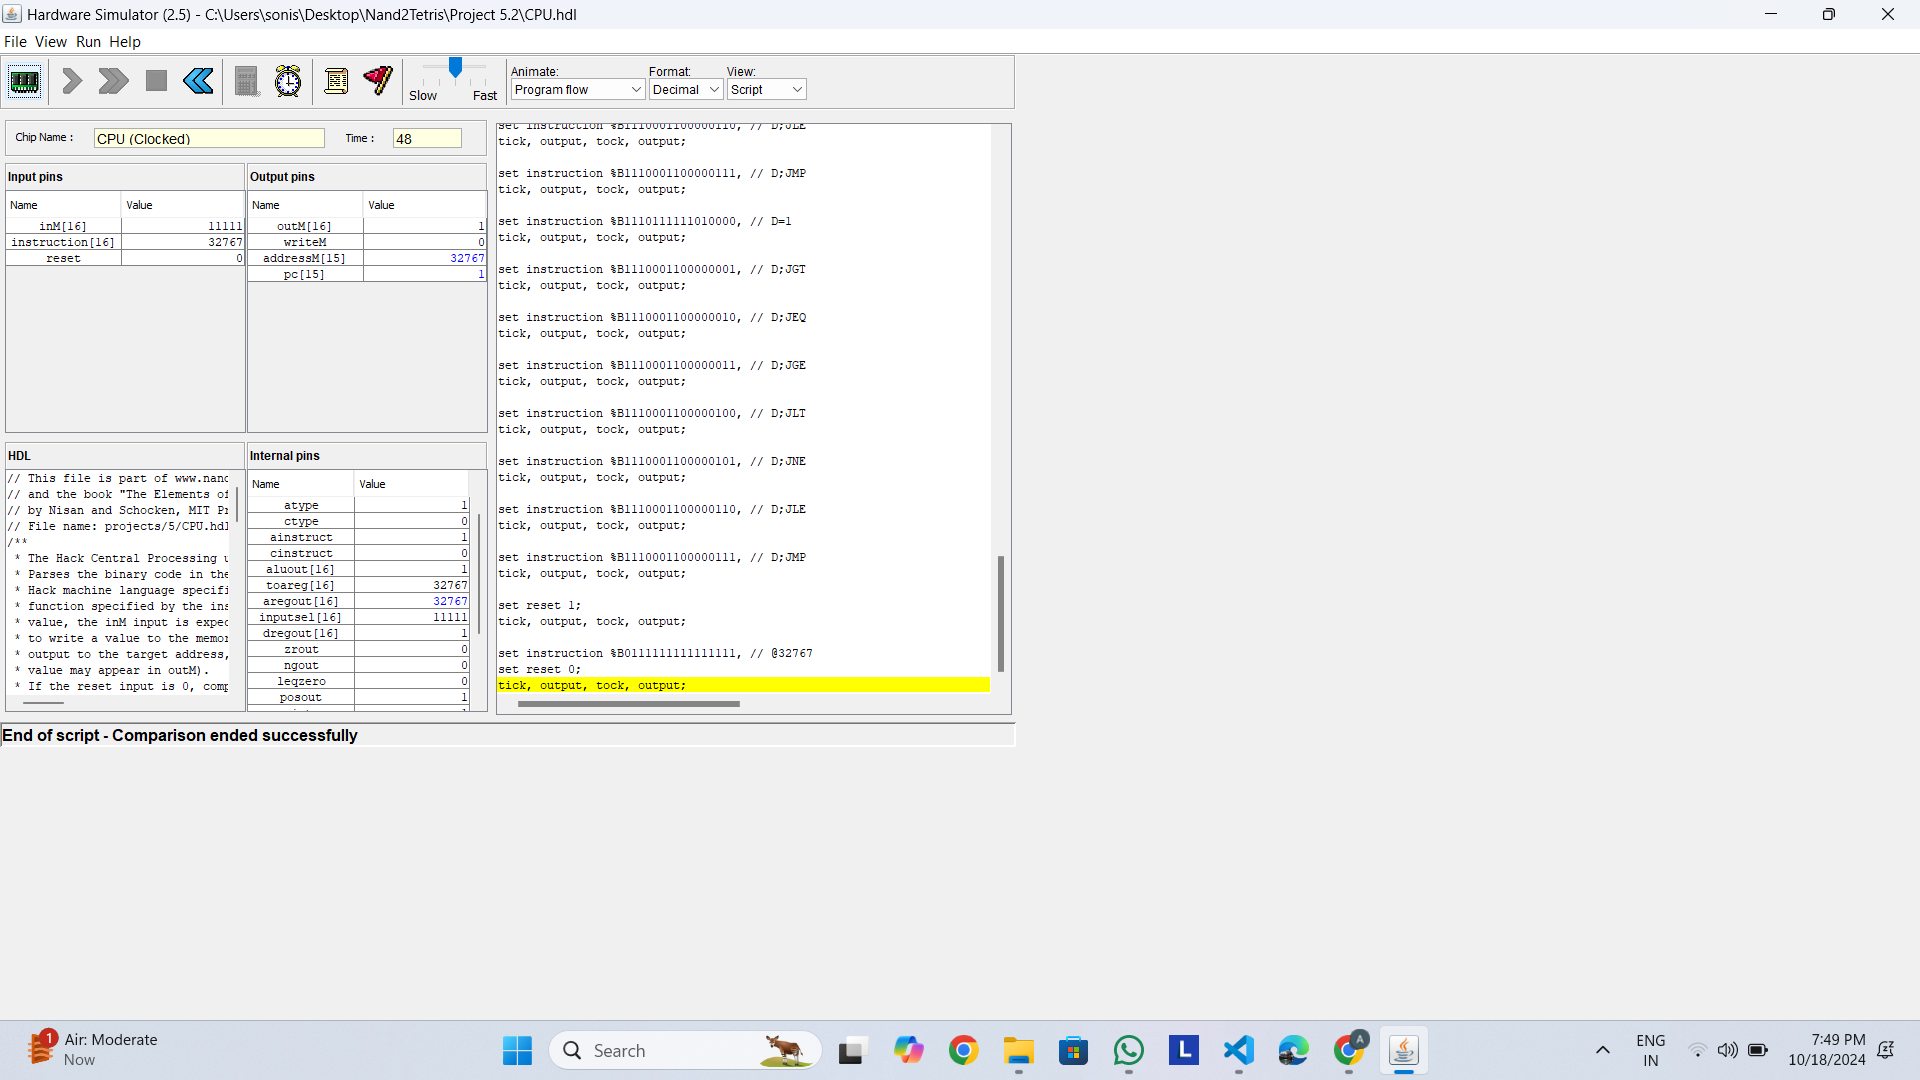 Hardware Simulator (2.5) - C:\Users\sonis\Desktop\Nand2Tetris\Project 5.2\CPU.hdl
File View Run Help
Slow Fast
Animate: Format: View:
Program flow Decimal Script
Chip Name : CPU (Clocked) Time : 48
Input pins
Name Value
inM[16] 11111
instruction[16] 32767
reset 0
Output pins
Name Value
outM[16] 1
writeM 0
addressM[15] 32767
pc[15] 1
HDL
// This file is part of www.nand
// and the book "The Elements of
// by Nisan and Schocken, MIT Pr
// File name: projects/5/CPU.hdl
/**
* The Hack Central Processing u
* Parses the binary code in the
* Hack machine language specifi
* function specified by the ins
* value, the inM input is expec
* to write a value to the memor
* output to the target address,
* value may appear in outM).
* If the reset input is 0, comp
Internal pins
Name Value
atype 1
ctype 0
ainstruct 1
cinstruct 0
aluout[16] 1
toareg[16] 32767
aregout[16] 32767
inputsel[16] 11111
dregout[16] 1
zrout 0
ngout 0
leqzero 0
posout 1
set instruction %B1110001100000110, // D;JLE
tick, output, tock, output;
set instruction %B1110001100000111, // D;JMP
tick, output, tock, output;
set instruction %B1110111111010000, // D=1
tick, output, tock, output;
set instruction %B1110001100000001, // D;JGT
tick, output, tock, output;
set instruction %B1110001100000010, // D;JEQ
tick, output, tock, output;
set instruction %B1110001100000011, // D;JGE
tick, output, tock, output;
set instruction %B1110001100000100, // D;JLT
tick, output, tock, output;
set instruction %B1110001100000101, // D;JNE
tick, output, tock, output;
set instruction %B1110001100000110, // D;JLE
tick, output, tock, output;
set instruction %B1110001100000111, // D;JMP
tick, output, tock, output;
set reset 1;
tick, output, tock, output;
set instruction %B0111111111111111, // @32767
set reset 0;
tick, output, tock, output;
End of script - Comparison ended successfully
1
Air: Moderate
Now
Search
L
A
ENG
IN
7:49 PM
10/18/2024